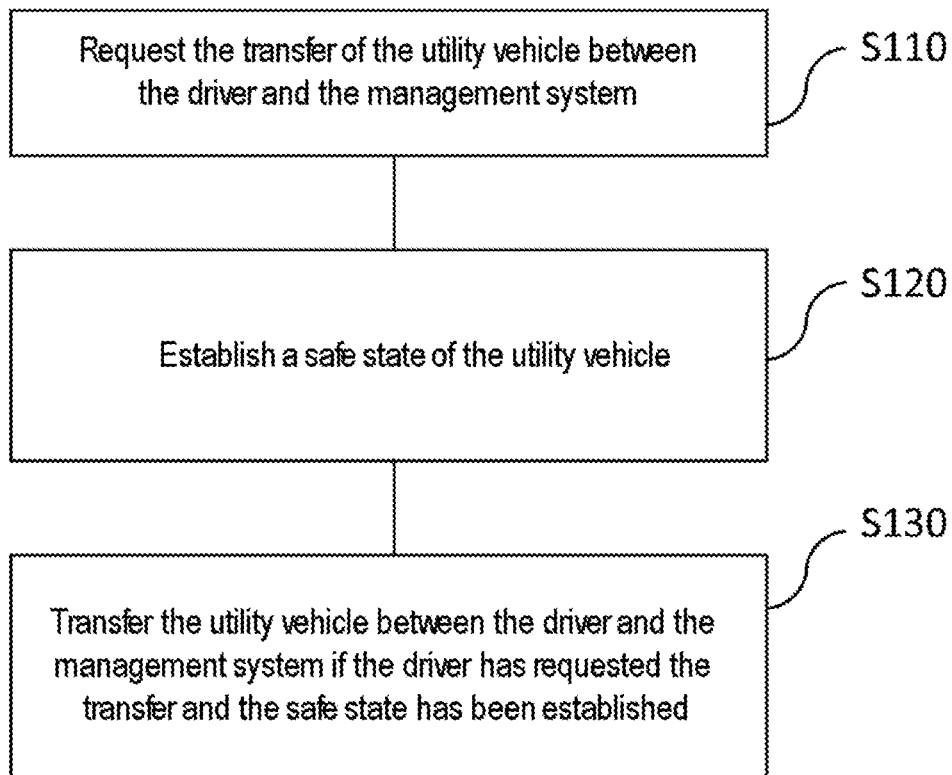 Request the transfer of the utility vehicle between
the driver and the management system
S110
Establish a safe state of the utility vehicle
S120
Transfer the utility vehicle between the driver and the
management system if the driver has requested the
transfer and the safe state has been established
S130